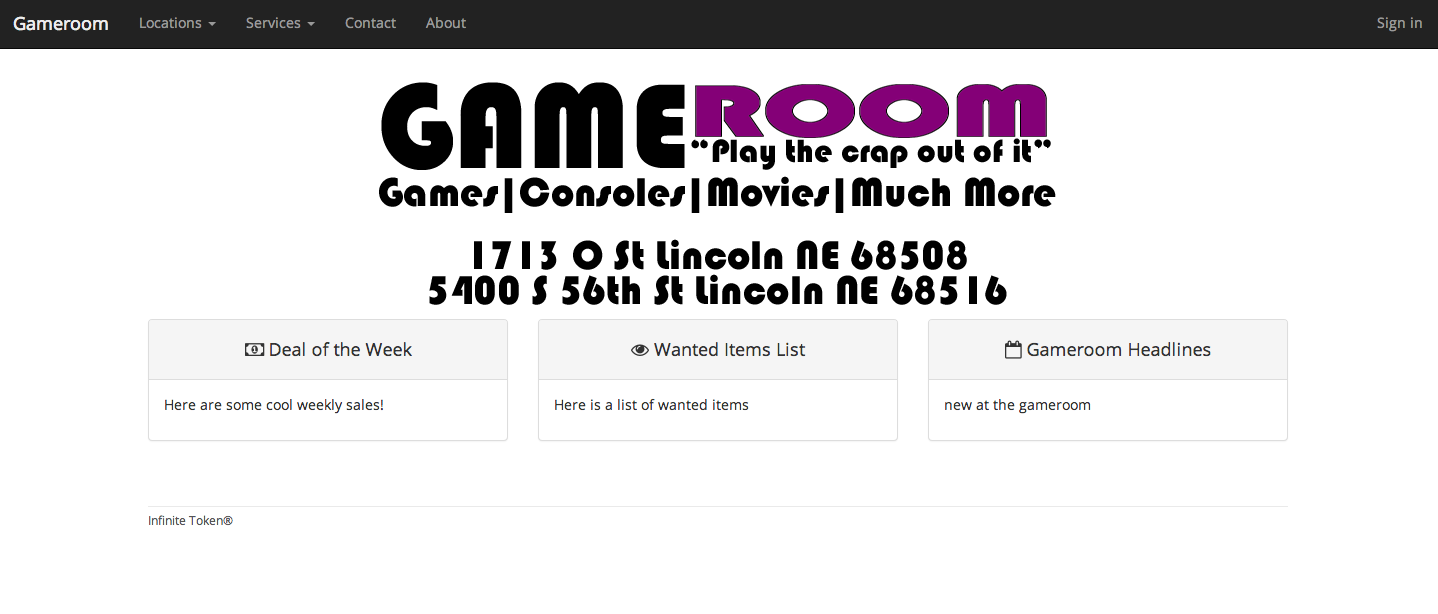 Gameroom Locations Services Contact About Sign in
GAMEROOM
"Play the crap out of it"
Games|Consoles|Movies|Much More
1713 O St Lincoln NE 68508
5400 S 56th St Lincoln NE 68516
Deal of the Week
Here are some cool weekly sales!
Wanted Items List
Here is a list of wanted items
Gameroom Headlines
new at the gameroom
Infinite Token®